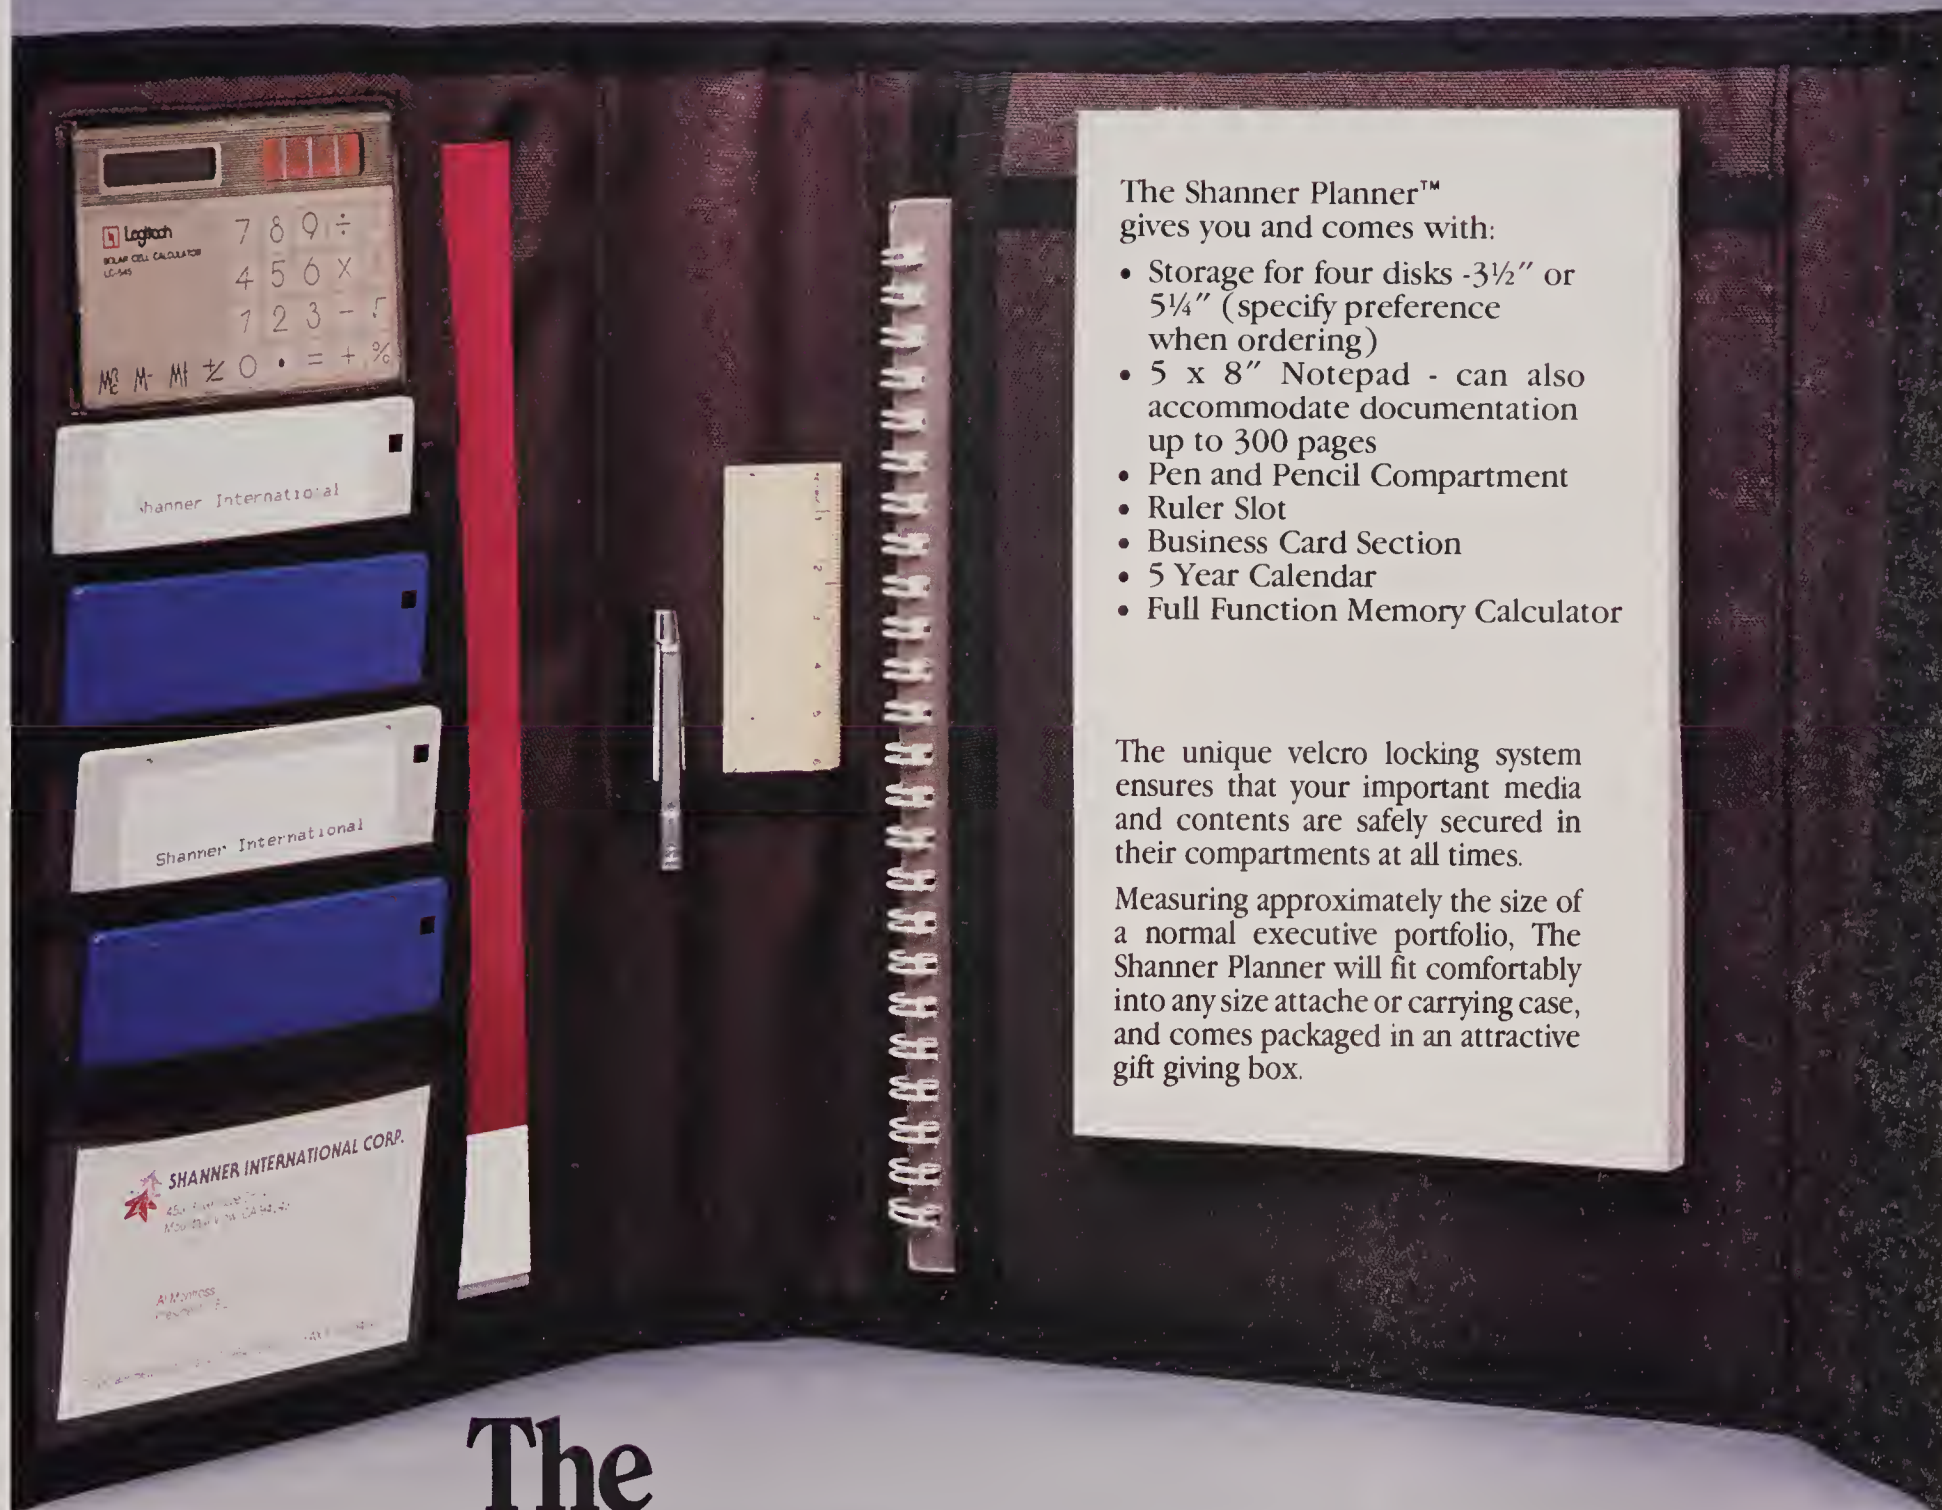 Logitech
SOLAR CELL CALCULATOR
LC-545
7 8 9 ÷
4 5 6 X
1 2 3 - √
M- M+ +/- 0 • = + %
Shanner International
Shanner International
SHANNER INTERNATIONAL CORP.
The Shanner Planner™
gives you and comes with:
• Storage for four disks -3½" or
5¼" (specify preference
when ordering)
• 5 x 8" Notepad - can also
accommodate documentation
up to 300 pages
• Pen and Pencil Compartment
• Ruler Slot
• Business Card Section
• 5 Year Calendar
• Full Function Memory Calculator
The unique velcro locking system
ensures that your important media
and contents are safely secured in
their compartments at all times.
Measuring approximately the size of
a normal executive portfolio, The
Shanner Planner will fit comfortably
into any size attache or carrying case,
and comes packaged in an attractive
gift giving box.
The